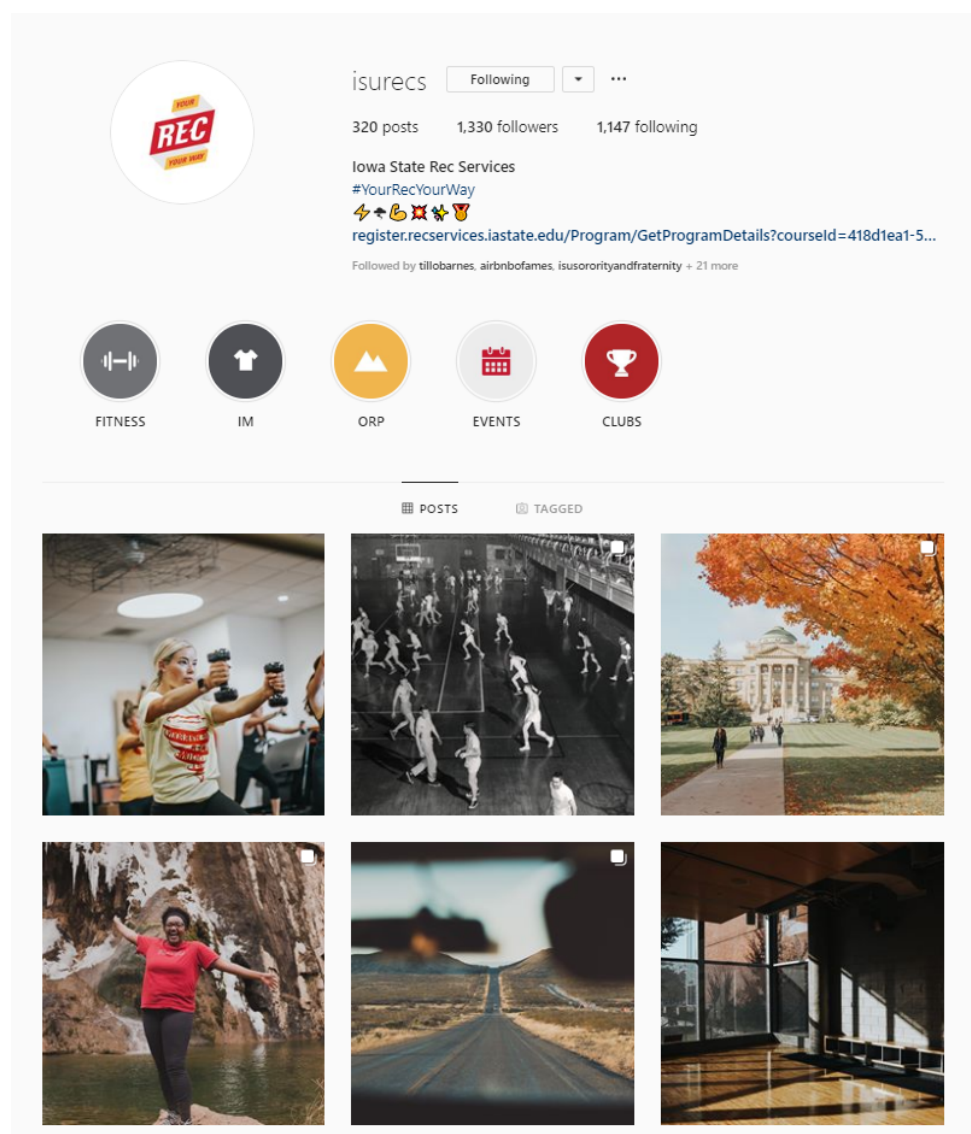 YOUR
REC
YOUR WAY
isurecs Following
320 posts 1,330 followers 1,147 following
Iowa State Rec Services
#YourRecYourWay
register.recservices.iastate.edu/Program/GetProgramDetails?courseId=418d1ea1-5...
Followed by tillobarnes, airbnbofames, isusororityandfraternity + 21 more
FITNESS IM ORP EVENTS CLUBS
POSTS TAGGED